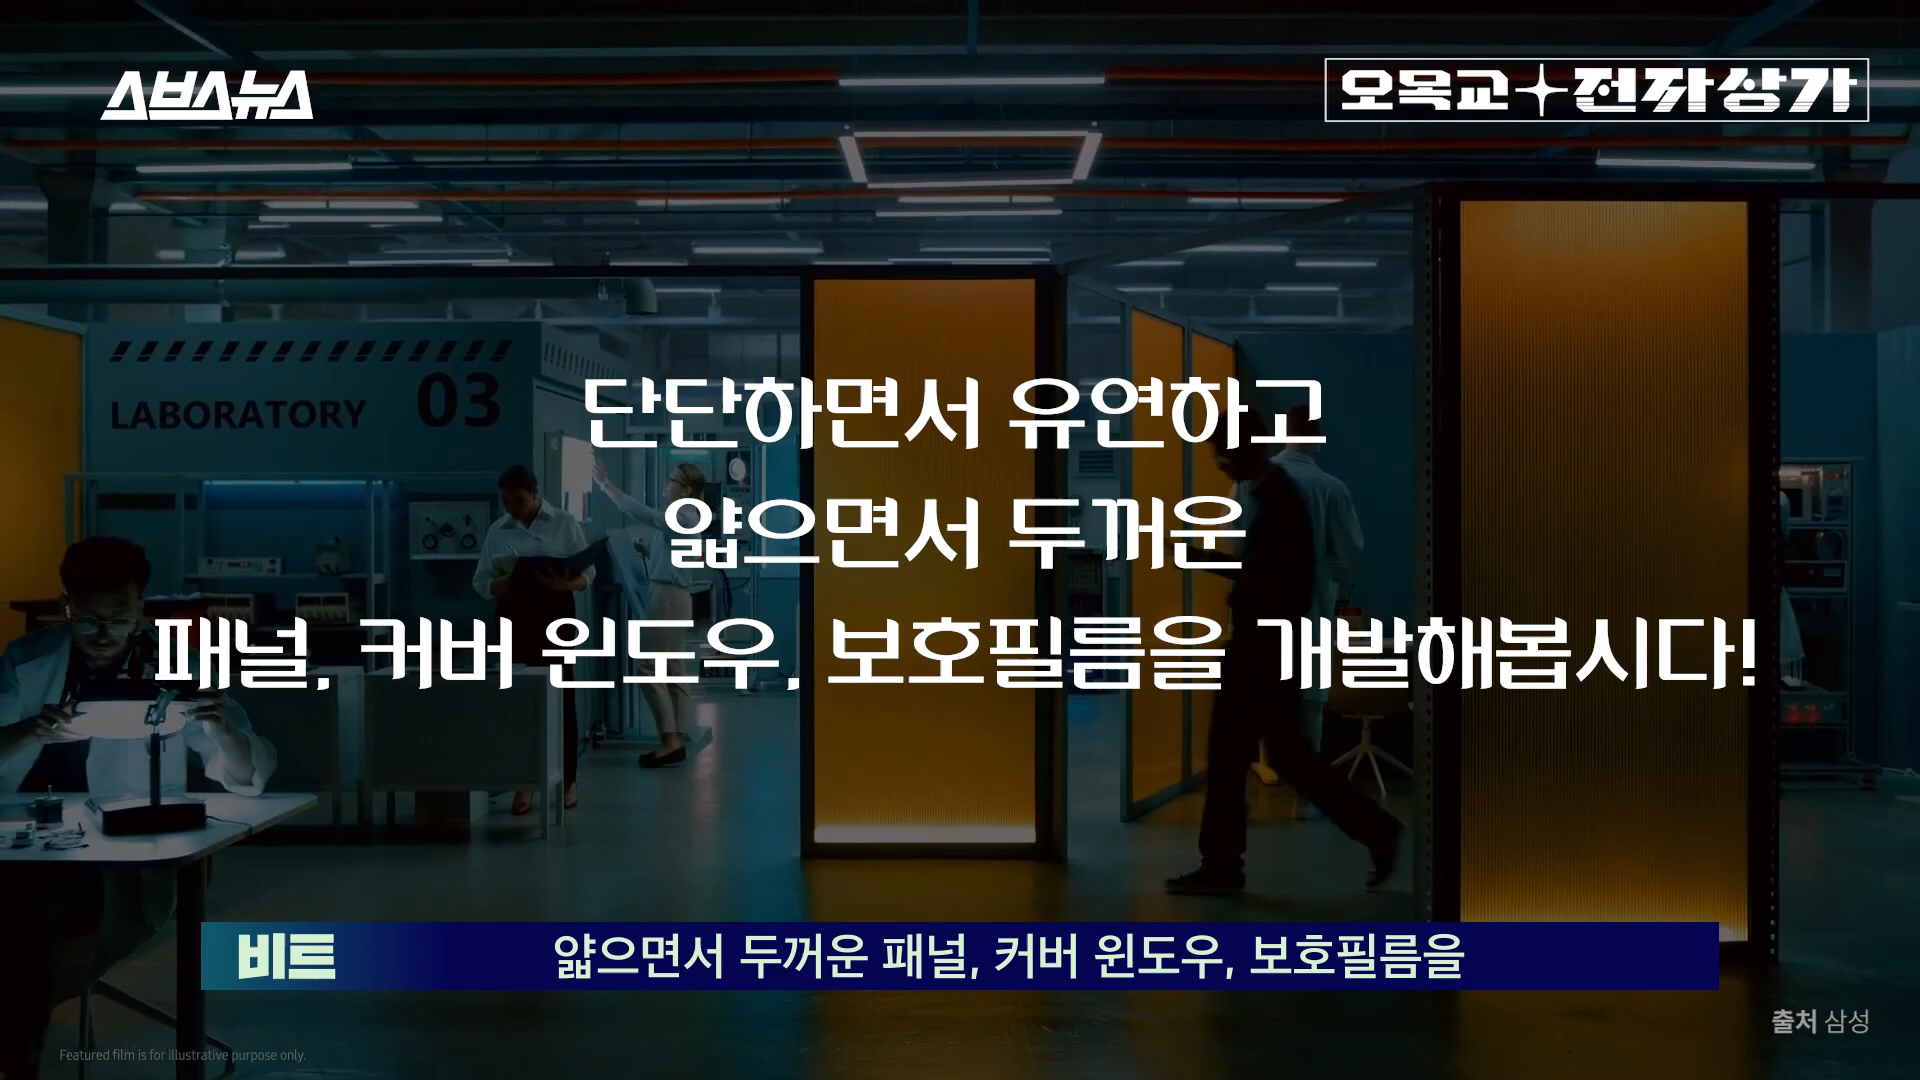 스브스뉴스
오목교 전자상가
LABORATORY 03
단단하면서 유연하고
얇으면서 두꺼운
패널, 커버 윈도우, 보호필름을 개발해봅시다!
비트 얇으면서 두꺼운 패널, 커버 윈도우, 보호필름을
출처 삼성
Featured film is for illustrative purpose only.